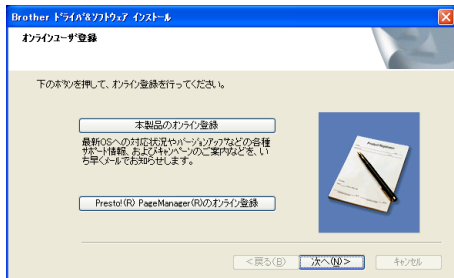 Brother ﾄﾞﾗｲﾊﾞ&ｿﾌﾄｳｪｱ ｲﾝｽﾄｰﾙ
ｵﾝﾗｲﾝﾕｰｻﾞ登録
下のﾎﾞﾀﾝを押して、ｵﾝﾗｲﾝ登録を行ってください。
本製品のｵﾝﾗｲﾝ登録
最新OSへの対応状況やﾊﾞｰｼﾞｮﾝｱｯﾌﾟなどの各種
ｻﾎﾟｰﾄ情報、およびｷｬﾝﾍﾟｰﾝのご案内などを、い
ち早くﾒｰﾙでお知らせします。
Presto!(R) PageManager(R)のｵﾝﾗｲﾝ登録
Product Registration
<戻る(B)
次へ(N)>
ｷｬﾝｾﾙ